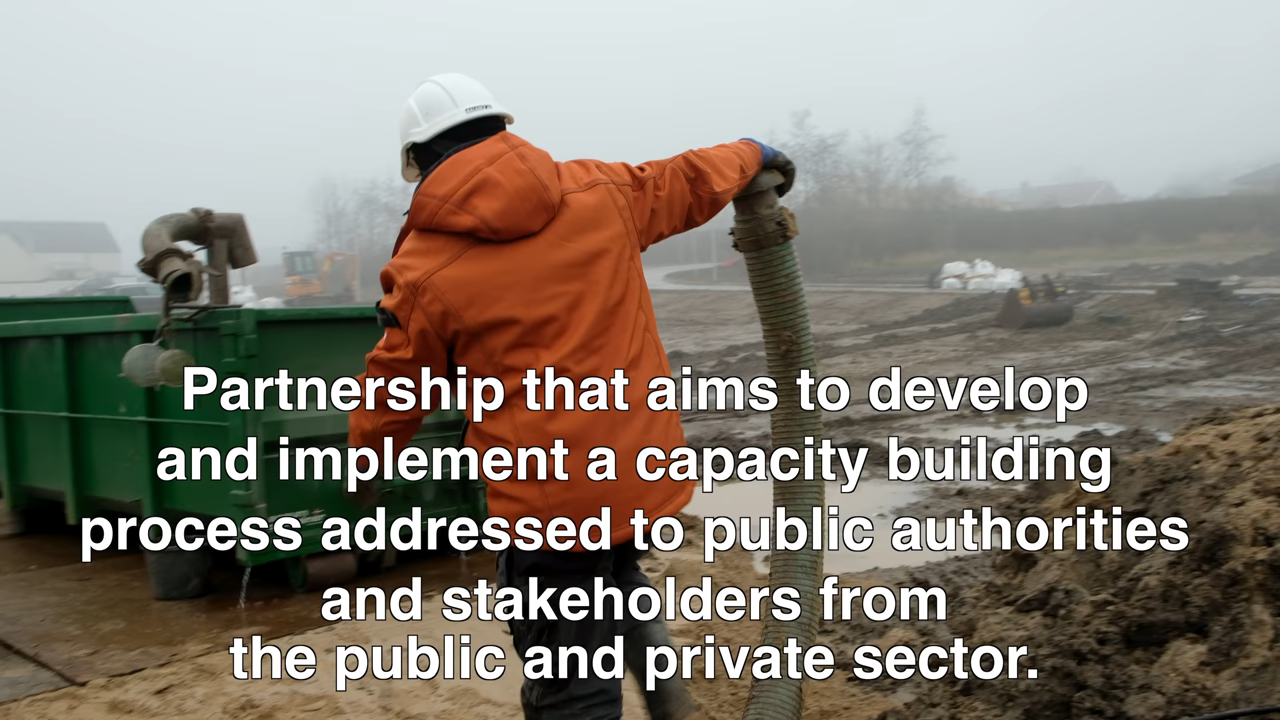 Partnership that aims to develop
and implement a capacity building
process addressed to public authorities
and stakeholders from
the public and private sector.